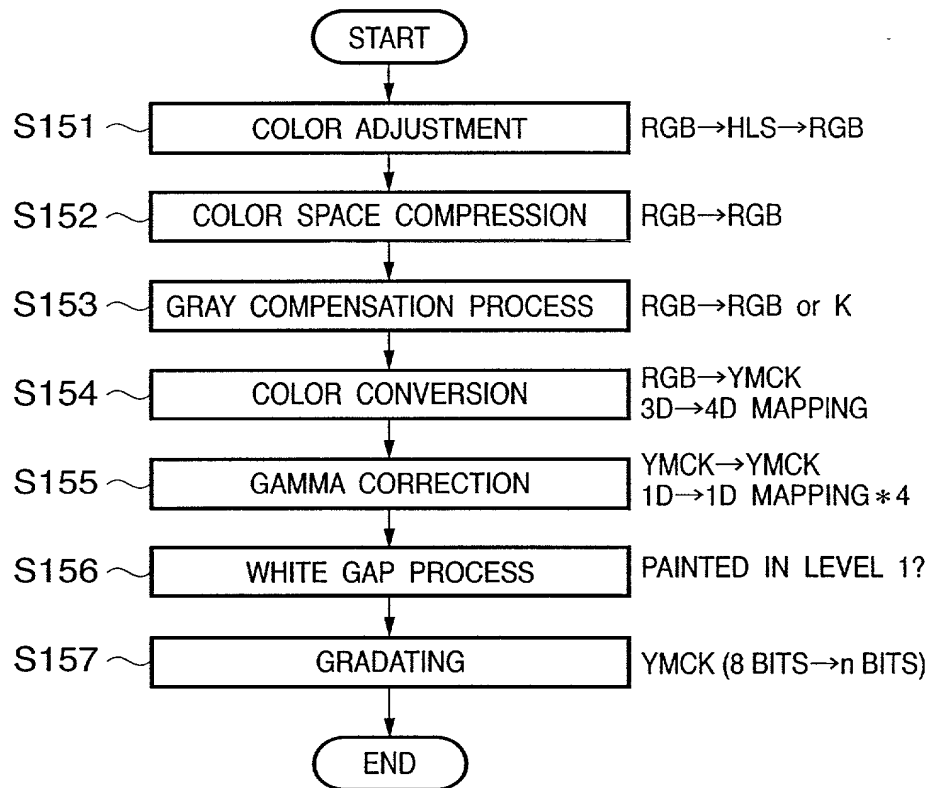 START
S151 COLOR ADJUSTMENT RGB→HLS→RGB
S152 COLOR SPACE COMPRESSION RGB→RGB
S153 GRAY COMPENSATION PROCESS RGB→RGB or K
S154 COLOR CONVERSION RGB→YMCK
3D→4D MAPPING
S155 GAMMA CORRECTION YMCK→YMCK
1D→1D MAPPING*4
S156 WHITE GAP PROCESS PAINTED IN LEVEL 1?
S157 GRADATING YMCK (8 BITS→n BITS)
END